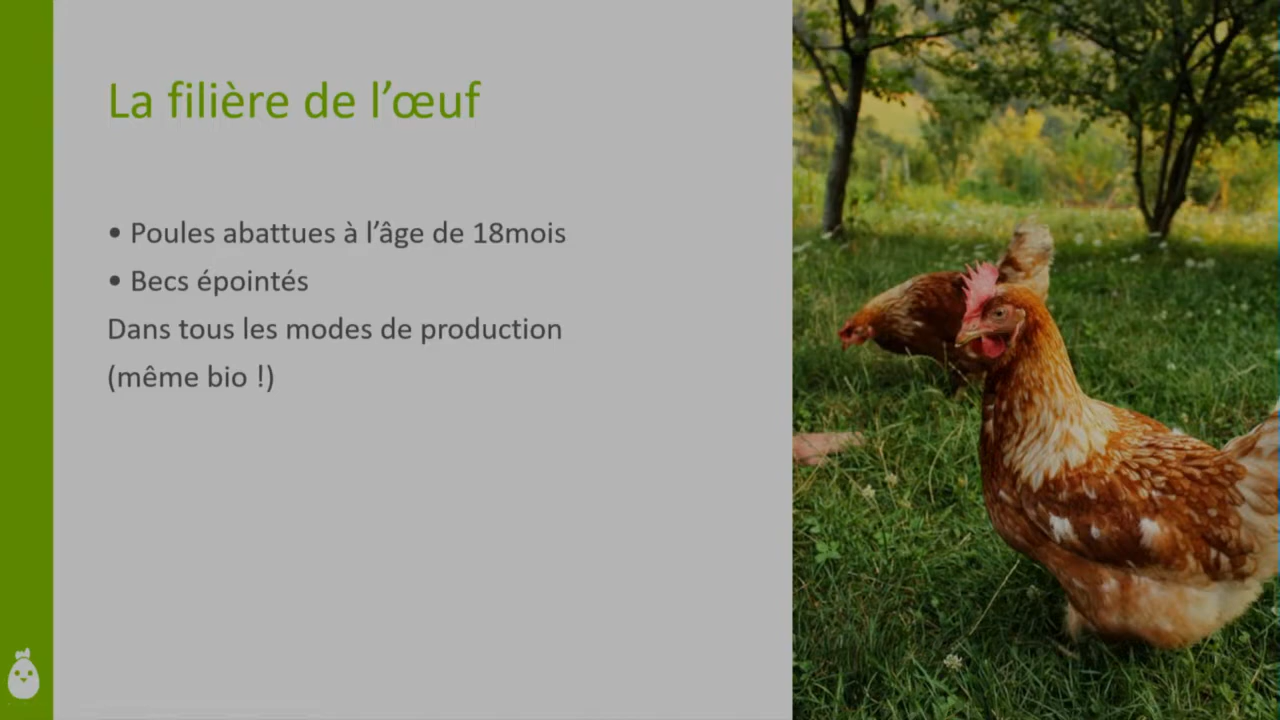 La filière de l’œuf
• Poules abattues à l’âge de 18mois
• Becs épointés
Dans tous les modes de production
(même bio !)